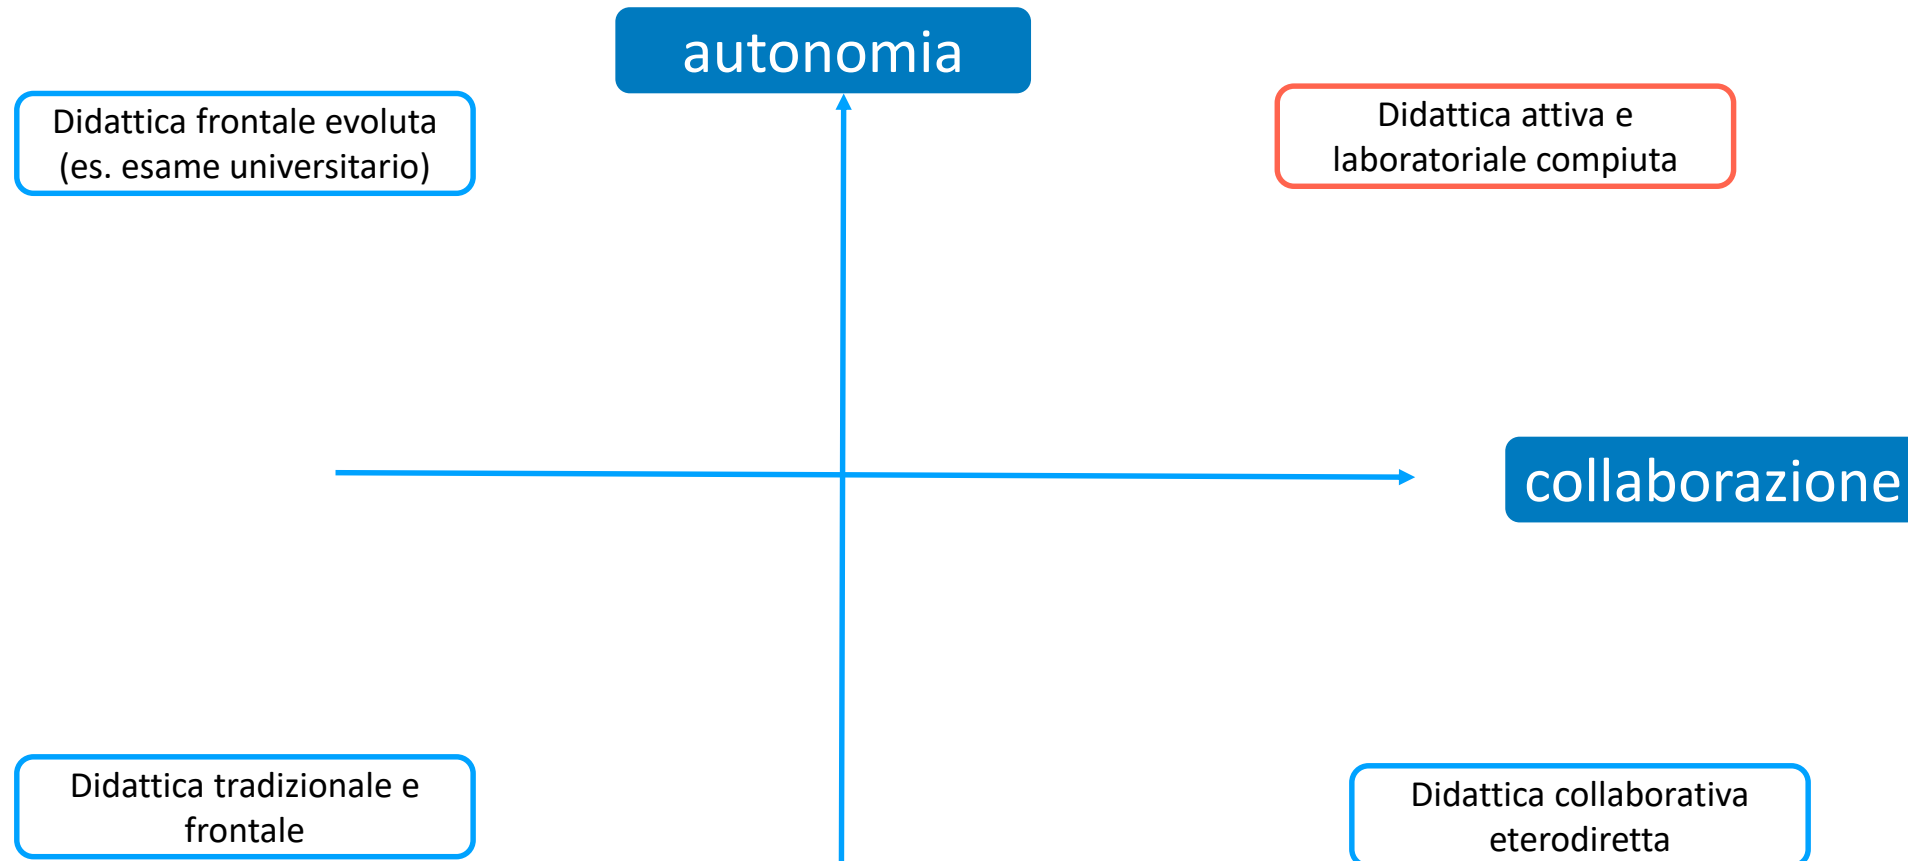 autonomia
Didattica frontale evoluta
(es. esame universitario)
Didattica attiva e
laboratoriale compiuta
collaborazione
Didattica tradizionale e
frontale
Didattica collaborativa
eterodiretta